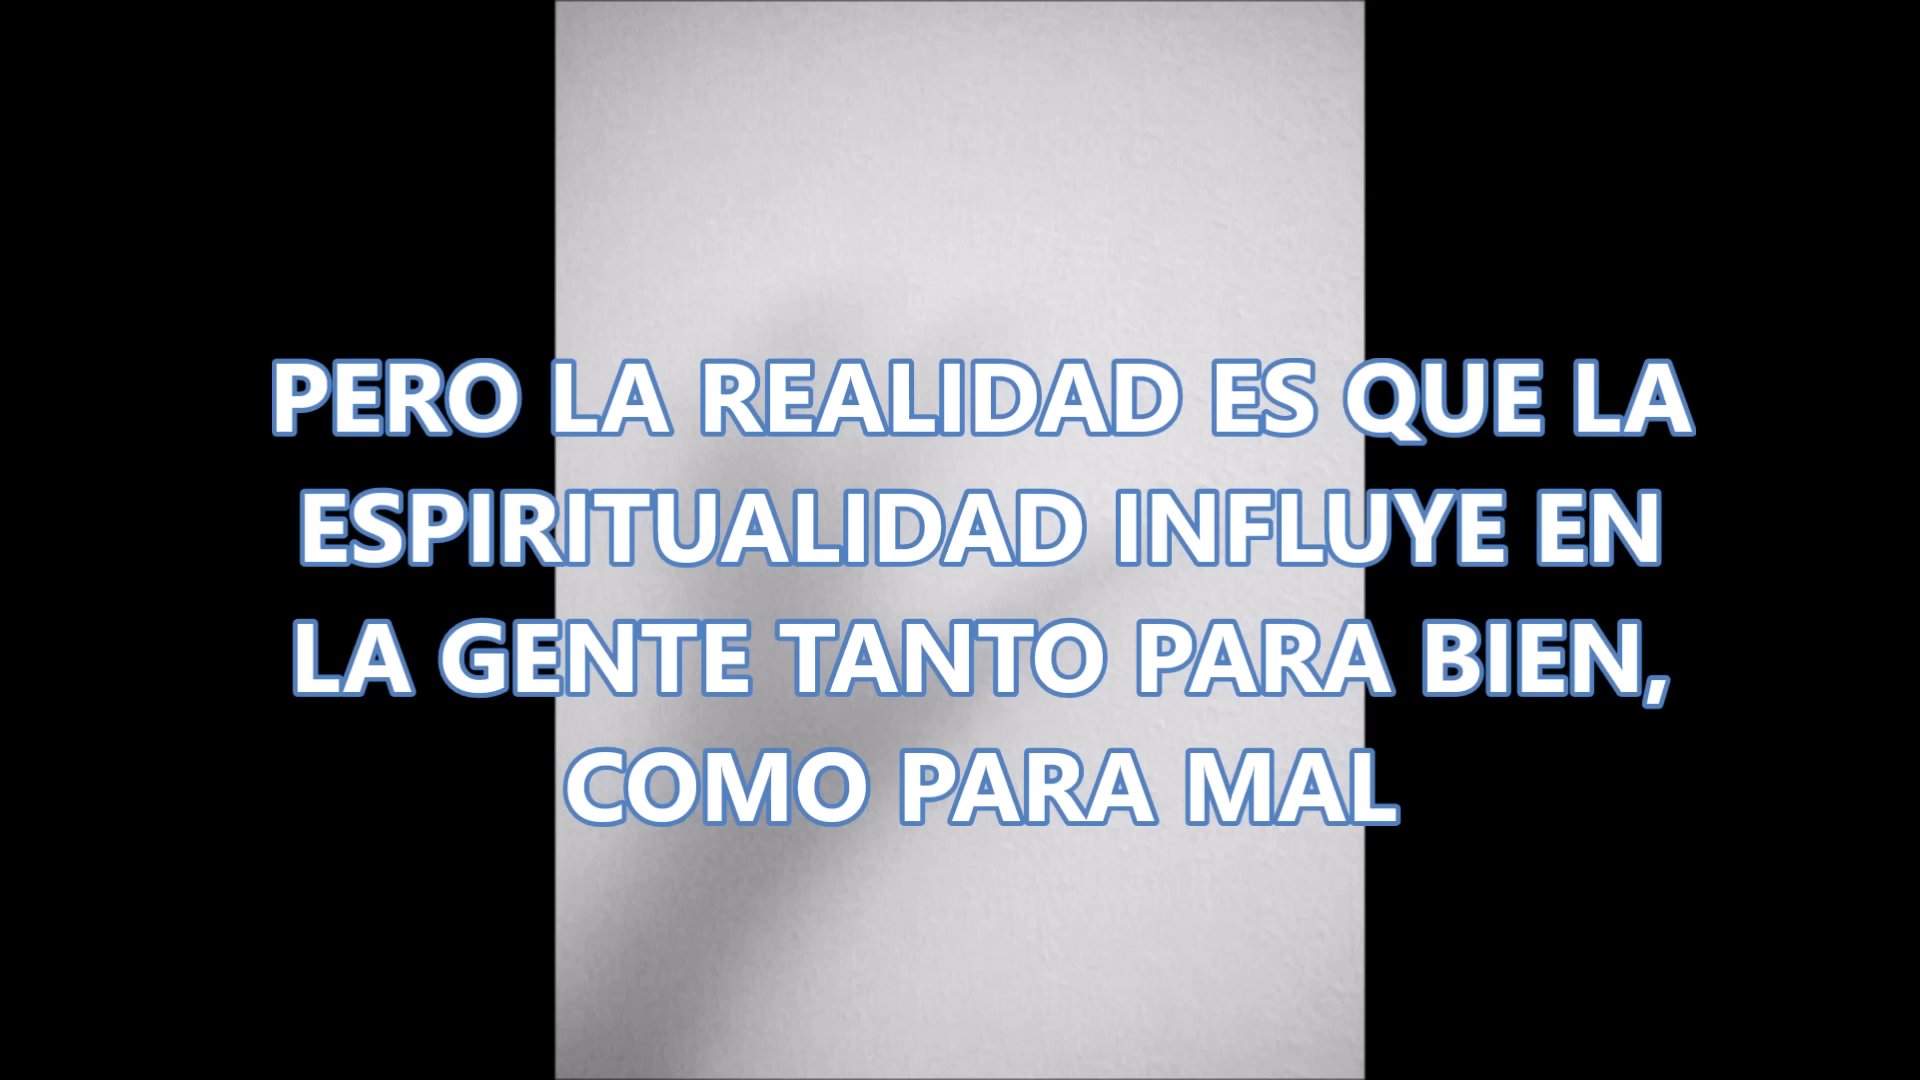 PERO LA REALIDAD ES QUE LA
ESPIRITUALIDAD INFLUYE EN
LA GENTE TANTO PARA BIEN,
COMO PARA MAL